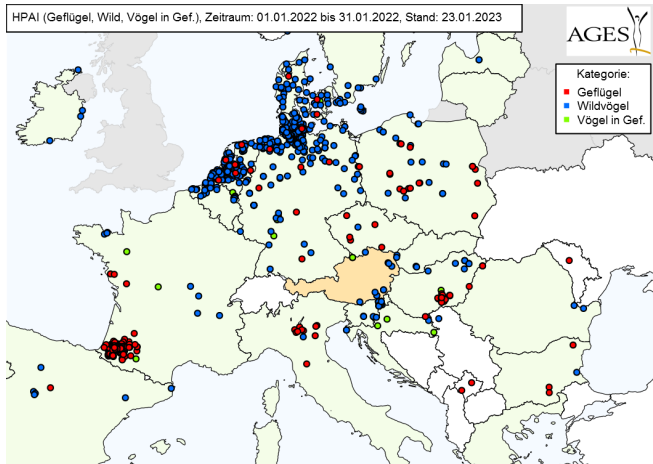 HPAI (Geflügel, Wild, Vögel in Gef.), Zeitraum: 01.01.2022 bis 31.01.2022, Stand: 23.01.2023
AGES
Kategorie:
Geflügel
Wildvögel
Vögel in Gef.